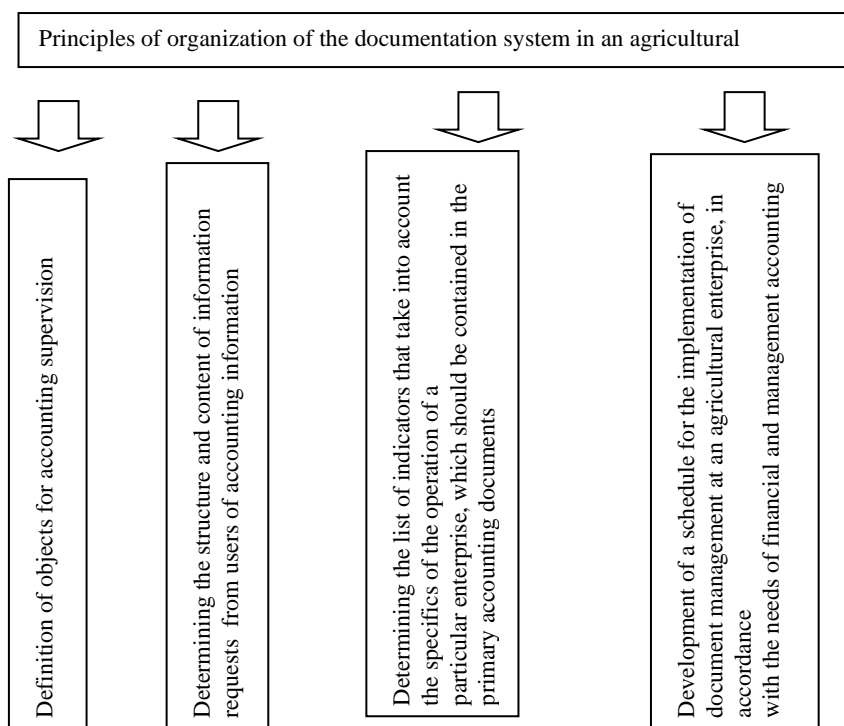 Principles of organization of the documentation system in an agricultural
Definition of objects for accounting supervision
Determining the structure and content of information
requests from users of accounting information
Determining the list of indicators that take into account
the specifics of the operation of a
particular enterprise, which should be contained in the
primary accounting documents
Development of a schedule for the implementation of
document management at an agricultural enterprise, in
accordance
with the needs of financial and management accounting